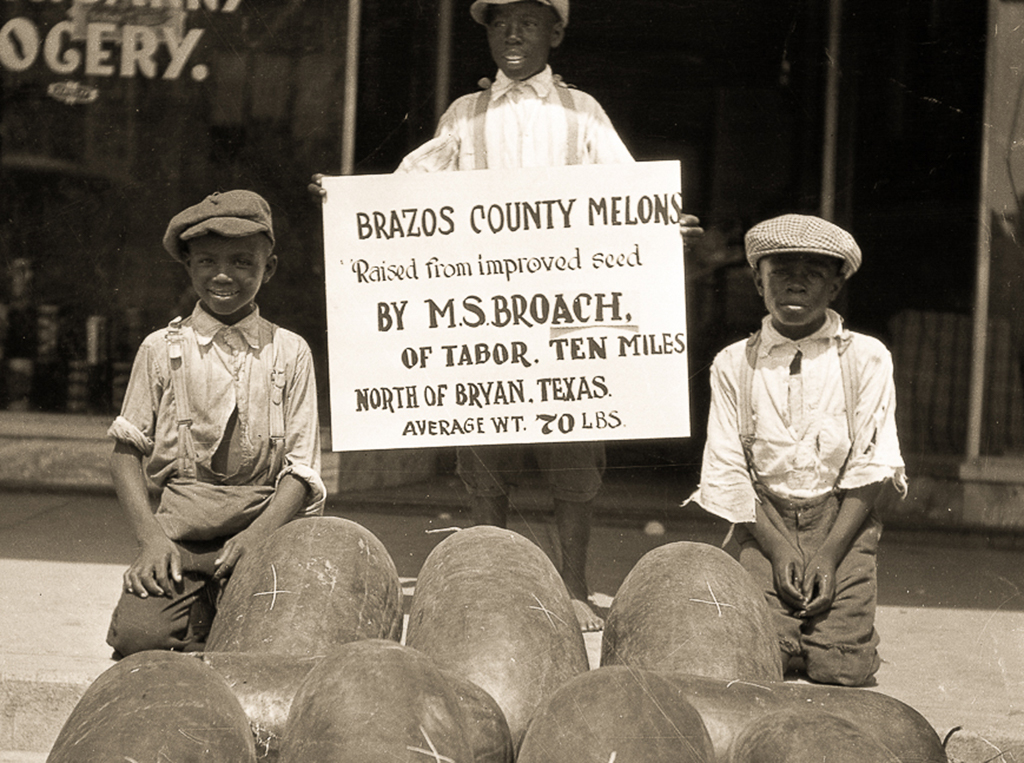 OGERY.
BRAZOS COUNTY MELONS
Raised from improved seed
BY M.S. BROACH,
OF TABOR. TEN MILES
NORTH OF BRYAN. TEXAS.
AVERAGE WT. 70 LBS.